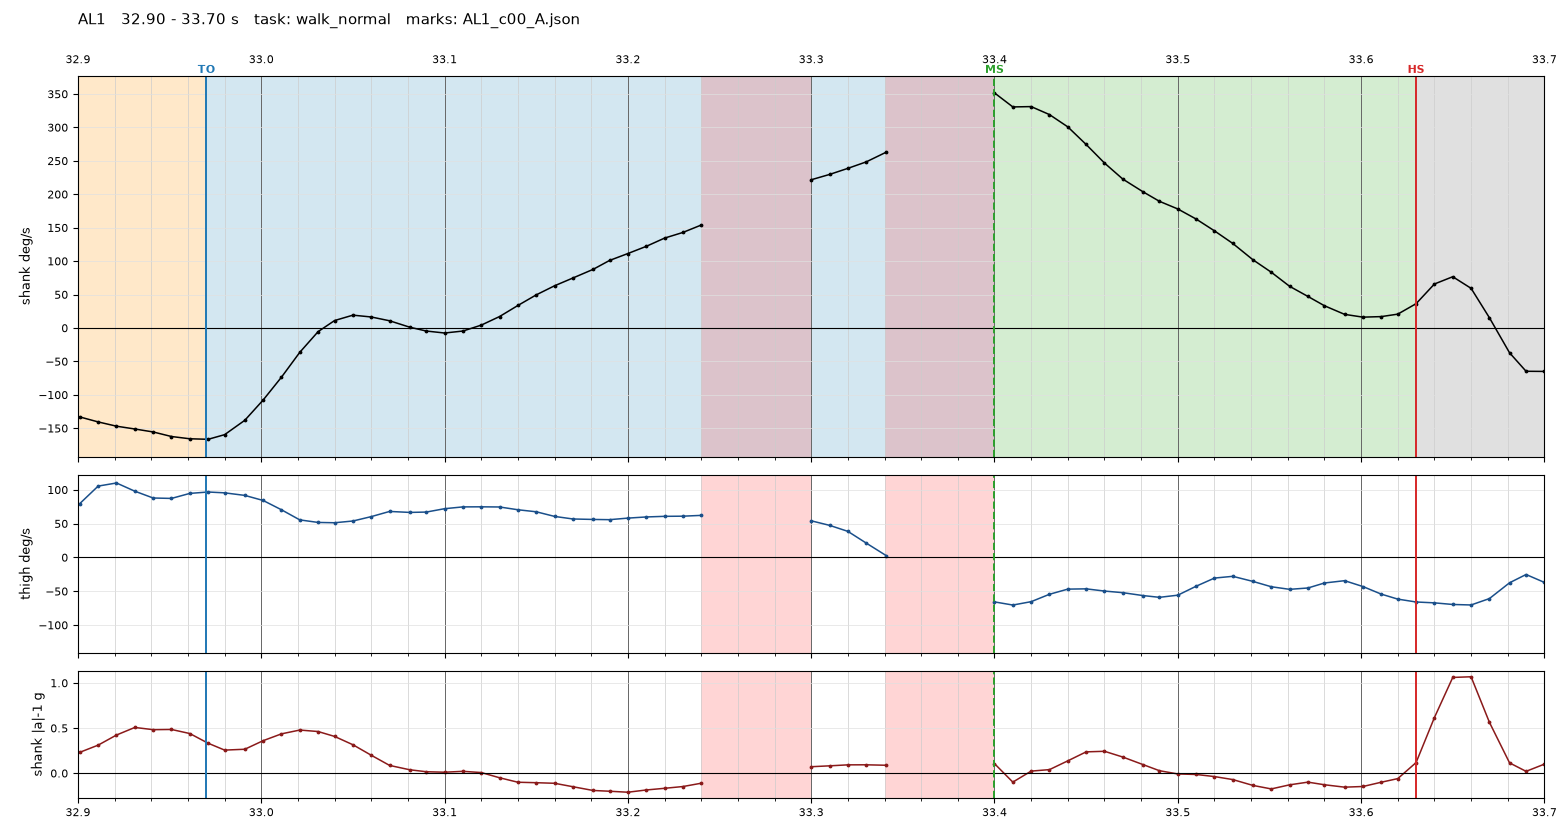 AL1   32.90 - 33.70 s   task: walk_normal   marks: AL1_c00_A.json
32.9 33.0 33.1 33.2 33.3 33.4 33.5 33.6 33.7
TO MS HS
350
300
250
200
150
100
50
0
−50
−100
−150
shank deg/s
100
50
0
−50
−100
thigh deg/s
1.0
0.5
0.0
shank |a|-1 g
32.9 33.0 33.1 33.2 33.3 33.4 33.5 33.6 33.7